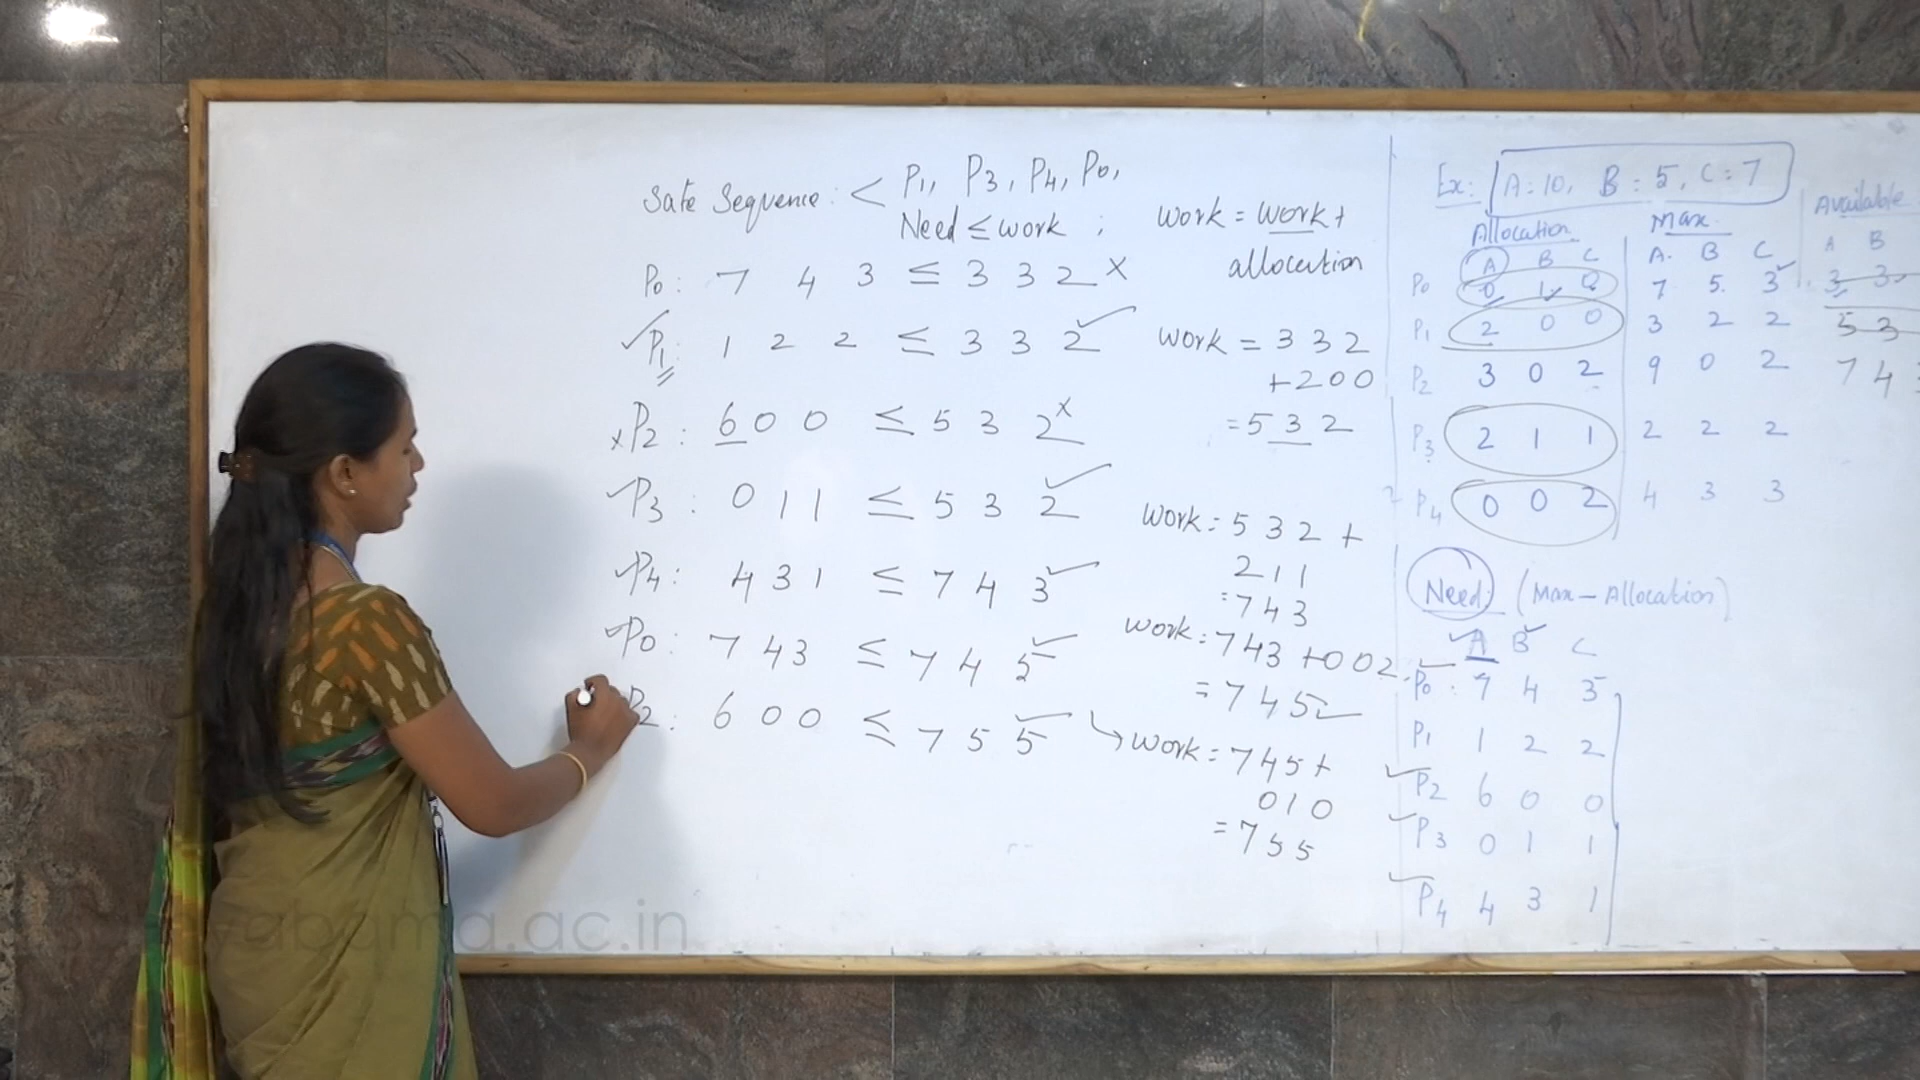 Safe Sequence : < P1, P3, P4, P0,
Need ≤ work ;
work = work +
allocation
P0 : 7 4 3 ≤ 3 3 2 x
✓P1 : 1 2 2 ≤ 3 3 2 ✓
work = 3 3 2
+ 2 0 0
= 5 3 2
xP2 : 6 0 0 ≤ 5 3 2 x
✓P3 : 0 1 1 ≤ 5 3 2 ✓
work : 5 3 2 +
2 1 1
: 7 4 3
✓P4 : 4 3 1 ≤ 7 4 3 ✓
work : 7 4 3 + 0 0 2
= 7 4 5 ✓
✓P0 : 7 4 3 ≤ 7 4 5 ✓
P2 : 6 0 0 ≤ 7 5 5 ✓
work : 7 4 5 +
0 1 0
= 7 5 5
Ex: A : 10, B : 5, C : 7
Allocation Max Available
A B C A. B C A B
P0 0 1 0 7 5 3 3 3
P1 2 0 0 3 2 2 5 3
P2 3 0 2 9 0 2 7 4
P3 2 1 1 2 2 2
P4 0 0 2 4 3 3
Need: (Max - Allocation)
A B C
P0 : 7 4 3
P1 1 2 2
P2 6 0 0
P3 0 1 1
P4 4 3 1
abama.ac.in